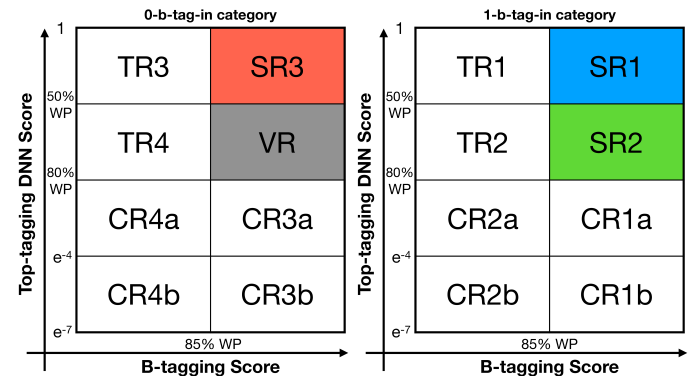 0-b-tag-in category
1-b-tag-in category
Top-tagging DNN Score
1
50%
WP
80%
WP
e-4
e-7
TR3 SR3
TR4 VR
CR4a CR3a
CR4b CR3b
85% WP
B-tagging Score
Top-tagging DNN Score
1
50%
WP
80%
WP
e-4
e-7
TR1 SR1
TR2 SR2
CR2a CR1a
CR2b CR1b
85% WP
B-tagging Score